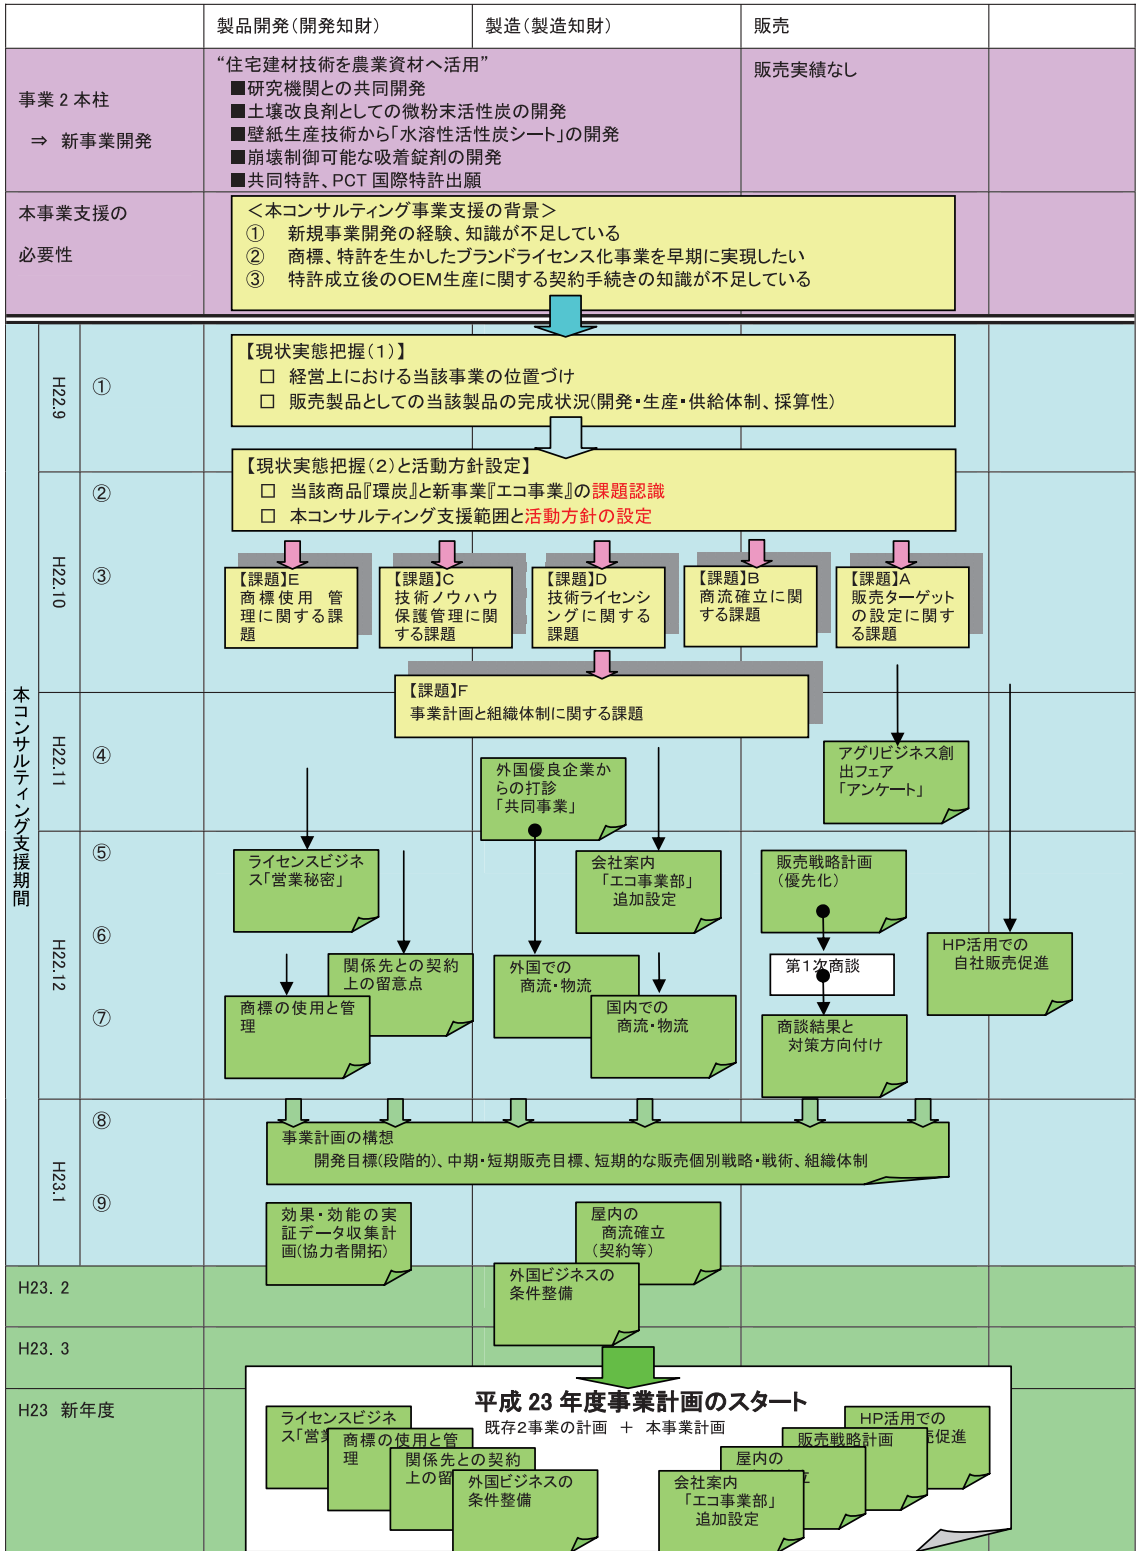 製品開発(開発知財)
製造(製造知財)
販売
事業２本柱
⇒ 新事業開発
“住宅建材技術を農業資材へ活用”
■研究機関との共同開発
■土壌改良剤としての微粉末活性炭の開発
■壁紙生産技術から「水溶性活性炭シート」の開発
■崩壊制御可能な吸着錠剤の開発
■共同特許、PCT 国際特許出願
販売実績なし
本事業支援の
必要性
＜本コンサルティング事業支援の背景＞
① 新規事業開発の経験、知識が不足している
② 商標、特許を生かしたブランドライセンス化事業を早期に実現したい
③ 特許成立後のOEM生産に関する契約手続きの知識が不足している
本コンサルティング支援期間
H22.9
①
【現状実態把握(1)】
□ 経営上における当該事業の位置づけ
□ 販売製品としての当該製品の完成状況(開発・生産・供給体制、採算性)
H22.10
②
【現状実態把握(2)と活動方針設定】
□ 当該商品『環炭』と新事業『エコ事業』の課題認識
□ 本コンサルティング支援範囲と活動方針の設定
③
【課題】E
商標使用 管
理に関する課
題
【課題】C
技術ノウハウ
保護管理に関
する課題
【課題】D
技術ライセンシ
ングに関する
課題
【課題】B
商流確立に関
する課題
【課題】A
販売ターゲット
の設定に関す
る課題
【課題】F
事業計画と組織体制に関する課題
H22.11
④
外国優良企業か
らの打診
「共同事業」
アグリビジネス創
出フェア
「アンケート」
H22.12
⑤
ライセンスビジネ
ス「営業秘密」
会社案内
「エコ事業部」
追加設定
販売戦略計画
(優先化)
⑥
関係先との契約
上の留意点
外国での
商流・物流
第1次商談
HP活用での
自社販売促進
⑦
商標の使用と管
理
国内での
商流・物流
商談結果と
対策方向付け
H23.1
⑧
事業計画の構想
開発目標(段階的)、中期・短期販売目標、短期的な販売個別戦略・戦術、組織体制
⑨
効果・効能の実
証データ収集計
画(協力者開拓)
屋内の
商流確立
(契約等)
H23. 2
外国ビジネスの
条件整備
H23. 3
H23 新年度
平成 23 年度事業計画のスタート
既存２事業の計画 ＋ 本事業計画
ライセンスビジネ
ス「営
商標の使用と管
理
関係先との契約
上の留
外国ビジネスの
条件整備
HP活用での
促進
販売戦略計画
屋内の
立
会社案内
「エコ事業部」
追加設定